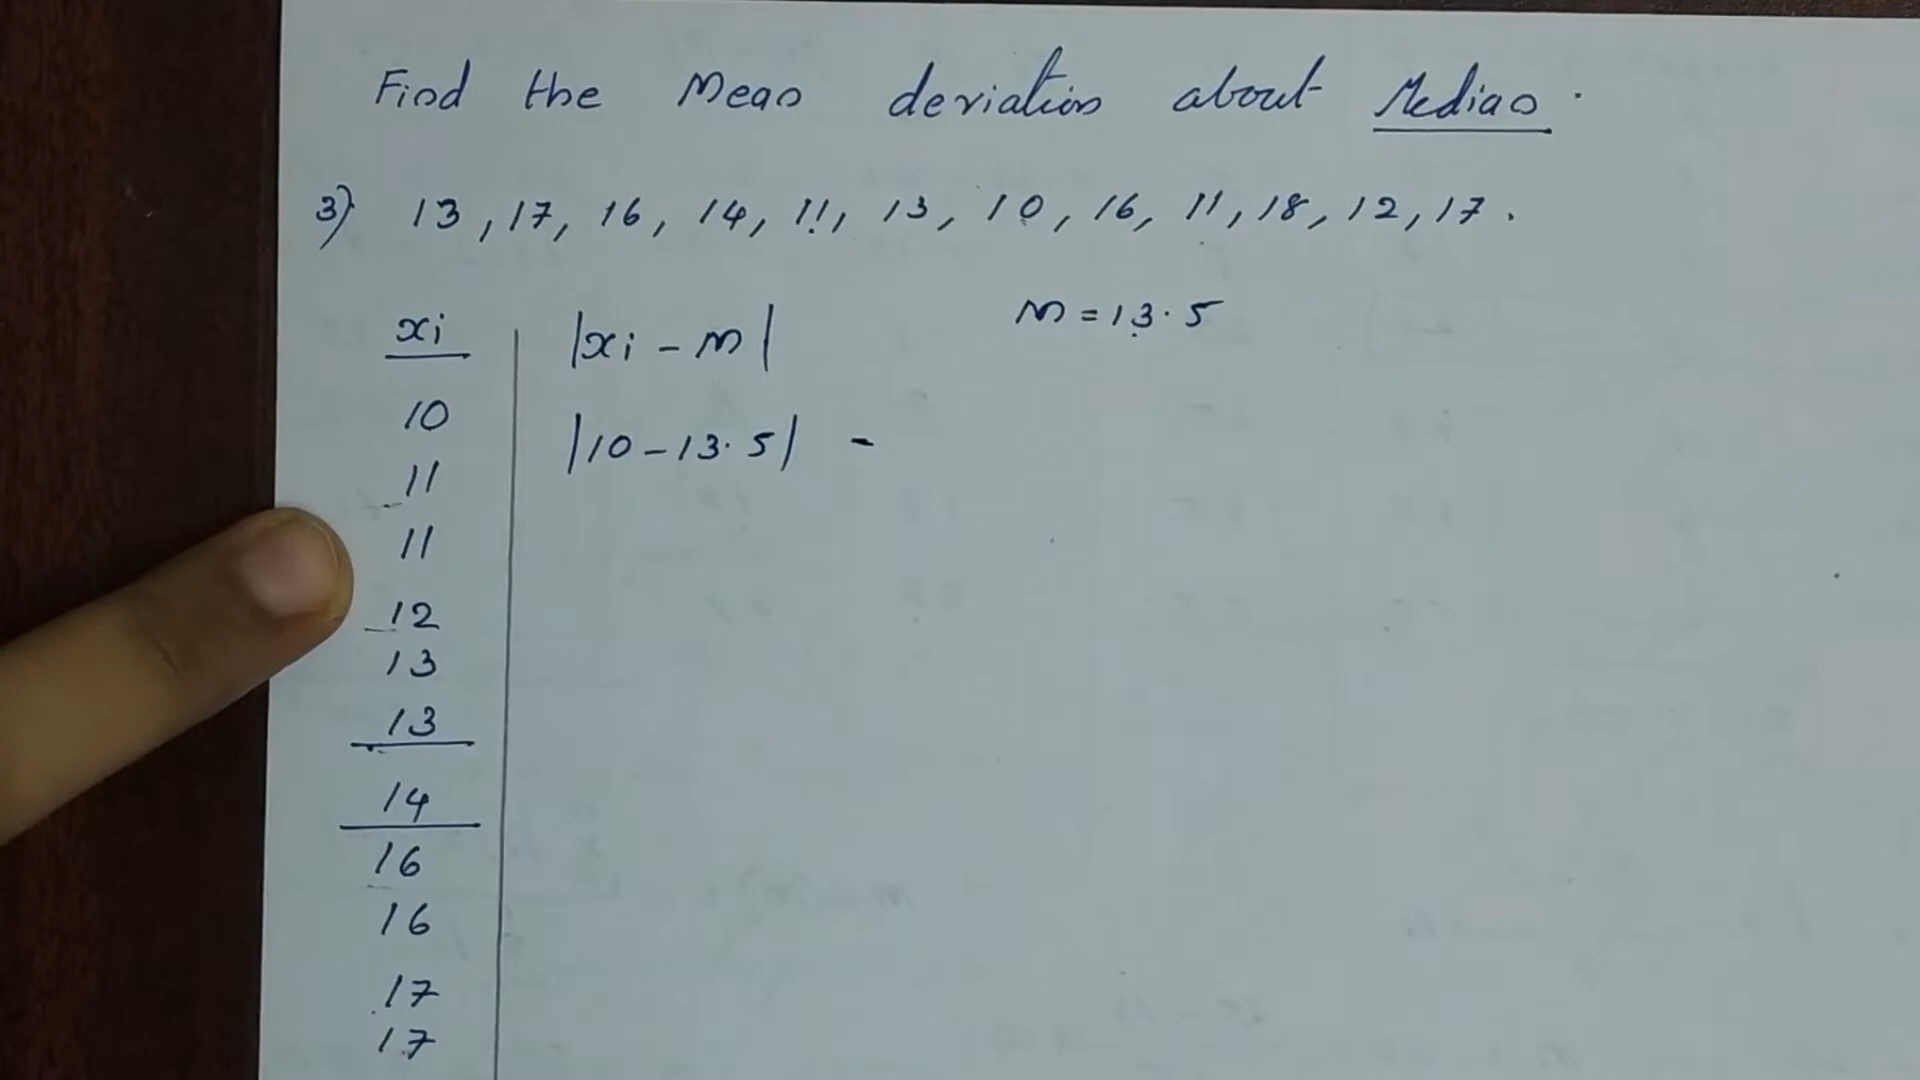 Find the Mean deviation about Median.
3) 13, 17, 16, 14, 11, 13, 10, 16, 11, 18, 12, 17.
xi |xi - M| M = 13.5
10 |10 - 13.5| -
11
11
12
13
13
14
16
16
17
17